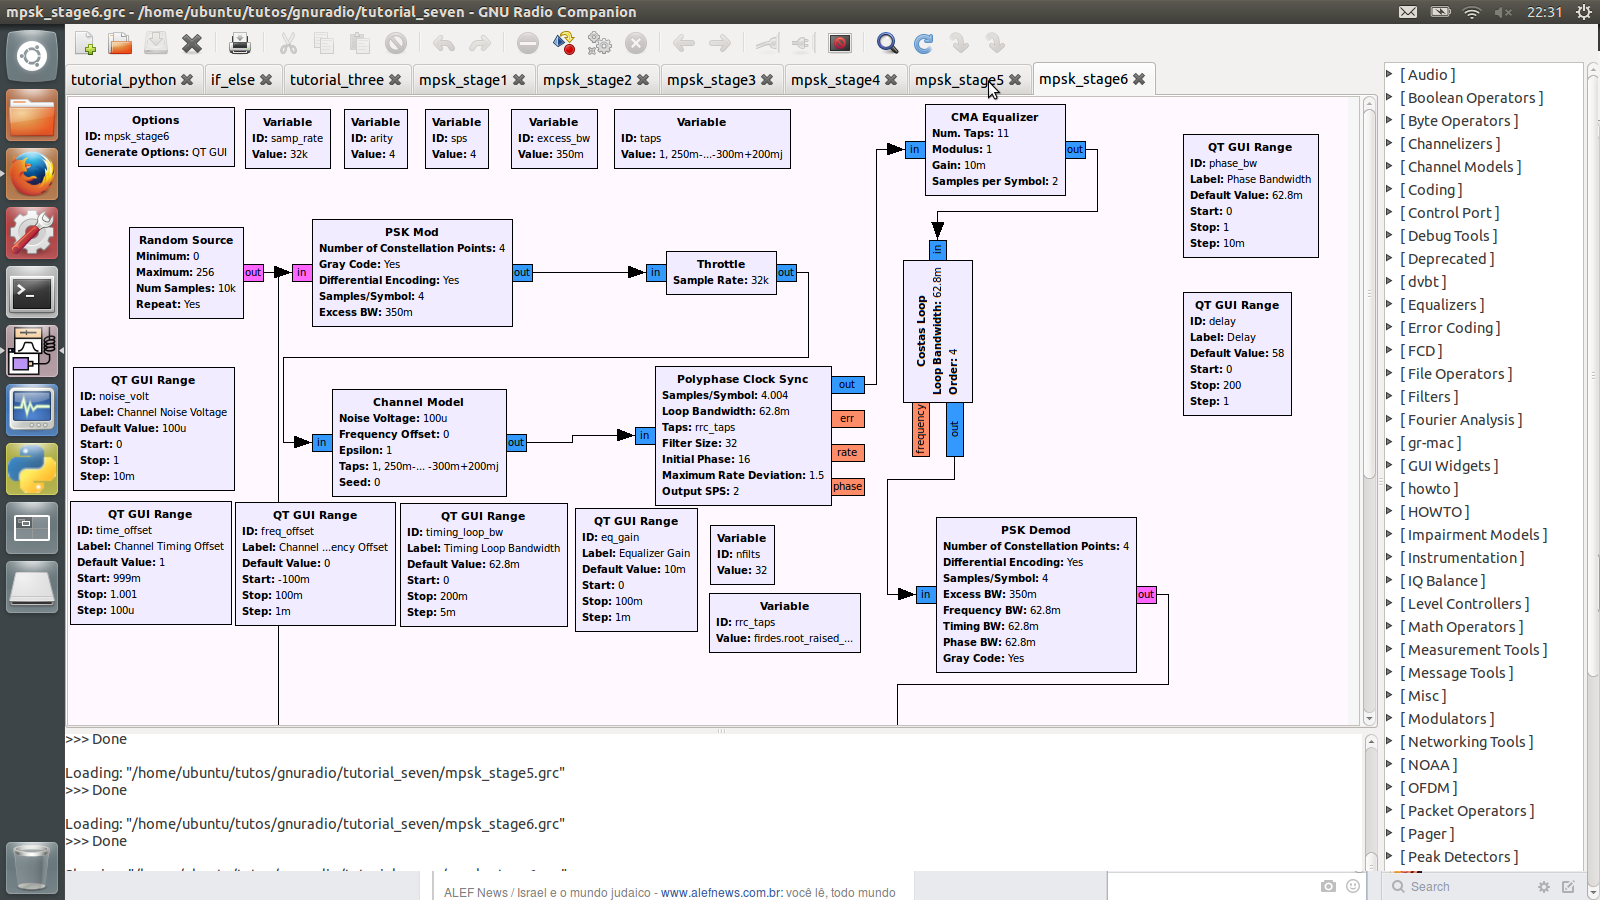 mpsk_stage6.grc - /home/ubuntu/tutos/gnuradio/tutorial_seven - GNU Radio Companion
22:31
tutorial_python
if_else
tutorial_three
mpsk_stage1
mpsk_stage2
mpsk_stage3
mpsk_stage4
mpsk_stage5
mpsk_stage6
Options
ID: mpsk_stage6
Generate Options: QT GUI
Variable
ID: samp_rate
Value: 32k
Variable
ID: arity
Value: 4
Variable
ID: sps
Value: 4
Variable
ID: excess_bw
Value: 350m
Variable
ID: taps
Value: 1, 250m-...-300m+200mj
CMA Equalizer
Num. Taps: 11
Modulus: 1
Gain: 10m
Samples per Symbol: 2
in
out
QT GUI Range
ID: phase_bw
Label: Phase Bandwidth
Default Value: 62.8m
Start: 0
Stop: 1
Step: 10m
Random Source
Minimum: 0
Maximum: 256
Num Samples: 10k
Repeat: Yes
out
in
PSK Mod
Number of Constellation Points: 4
Gray Code: Yes
Differential Encoding: Yes
Samples/Symbol: 4
Excess BW: 350m
out
in
Throttle
Sample Rate: 32k
out
in
Costas Loop
Loop Bandwidth: 62.8m
Order: 4
frequency
out
QT GUI Range
ID: delay
Label: Delay
Default Value: 58
Start: 0
Stop: 200
Step: 1
QT GUI Range
ID: noise_volt
Label: Channel Noise Voltage
Default Value: 100u
Start: 0
Stop: 1
Step: 10m
in
Channel Model
Noise Voltage: 100u
Frequency Offset: 0
Epsilon: 1
Taps: 1, 250m-... -300m+200mj
Seed: 0
out
in
Polyphase Clock Sync
Samples/Symbol: 4.004
Loop Bandwidth: 62.8m
Taps: rrc_taps
Filter Size: 32
Initial Phase: 16
Maximum Rate Deviation: 1.5
Output SPS: 2
out
err
rate
phase
QT GUI Range
ID: time_offset
Label: Channel Timing Offset
Default Value: 1
Start: 999m
Stop: 1.001
Step: 100u
QT GUI Range
ID: freq_offset
Label: Channel ...ency Offset
Default Value: 0
Start: -100m
Stop: 100m
Step: 1m
QT GUI Range
ID: timing_loop_bw
Label: Timing Loop Bandwidth
Default Value: 62.8m
Start: 0
Stop: 200m
Step: 5m
QT GUI Range
ID: eq_gain
Label: Equalizer Gain
Default Value: 10m
Start: 0
Stop: 100m
Step: 1m
Variable
ID: nfilts
Value: 32
Variable
ID: rrc_taps
Value: firdes.root_raised_...
in
PSK Demod
Number of Constellation Points: 4
Differential Encoding: Yes
Samples/Symbol: 4
Excess BW: 350m
Frequency BW: 62.8m
Timing BW: 62.8m
Phase BW: 62.8m
Gray Code: Yes
out
[ Audio ]
[ Boolean Operators ]
[ Byte Operators ]
[ Channelizers ]
[ Channel Models ]
[ Coding ]
[ Control Port ]
[ Debug Tools ]
[ Deprecated ]
[ dvbt ]
[ Equalizers ]
[ Error Coding ]
[ FCD ]
[ File Operators ]
[ Filters ]
[ Fourier Analysis ]
[ gr-mac ]
[ GUI Widgets ]
[ howto ]
[ HOWTO ]
[ Impairment Models ]
[ Instrumentation ]
[ IQ Balance ]
[ Level Controllers ]
[ Math Operators ]
[ Measurement Tools ]
[ Message Tools ]
[ Misc ]
[ Modulators ]
[ Networking Tools ]
[ NOAA ]
[ OFDM ]
[ Packet Operators ]
[ Pager ]
[ Peak Detectors ]
>>> Done
Loading: "/home/ubuntu/tutos/gnuradio/tutorial_seven/mpsk_stage5.grc"
>>> Done
Loading: "/home/ubuntu/tutos/gnuradio/tutorial_seven/mpsk_stage6.grc"
>>> Done
ALEF News / Israel e o mundo judaico - www.alefnews.com.br: você lê, todo mundo
Search